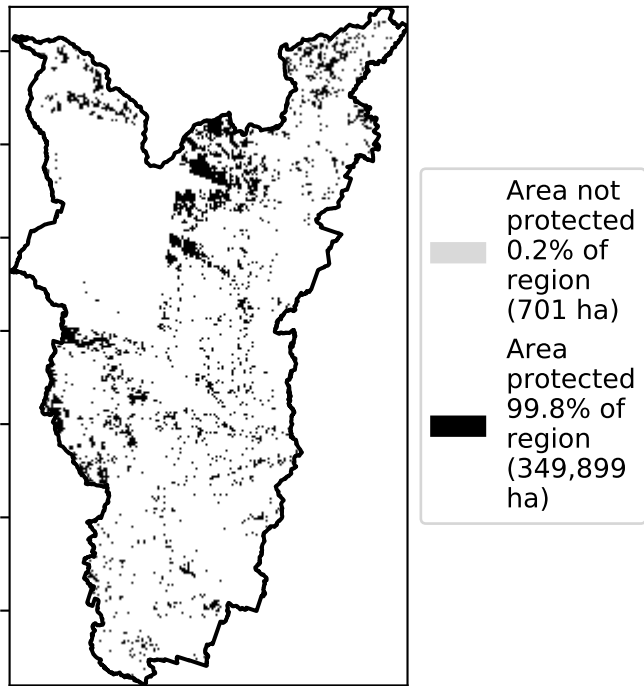 Area not
protected
0.2% of
region
(701 ha)
Area
protected
99.8% of
region
(349,899
ha)